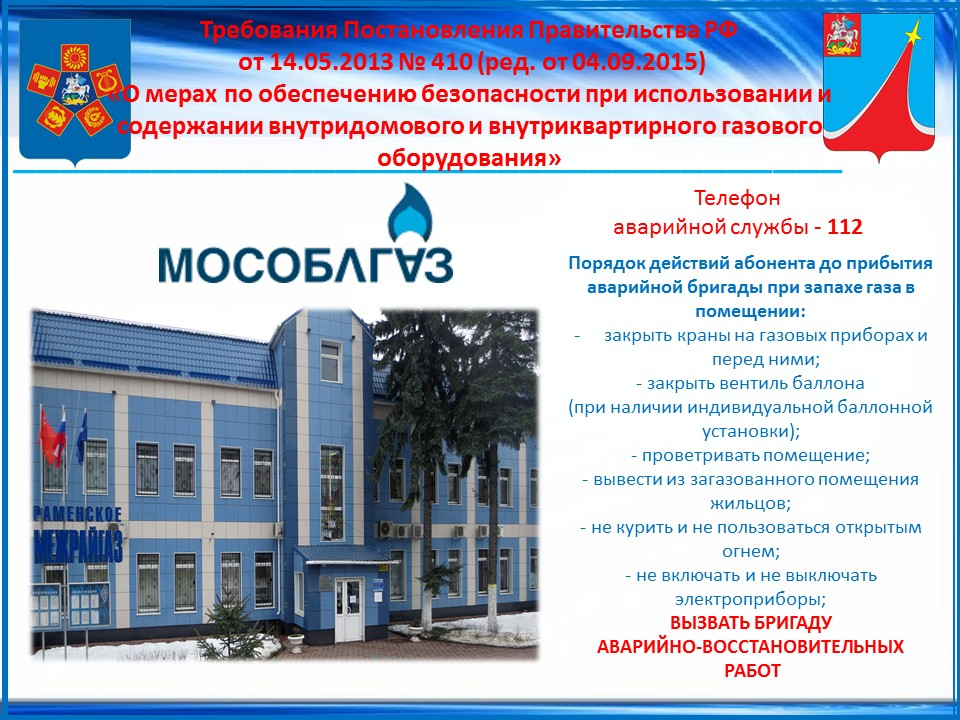 Требования Постановления Правительства РФ
от 14.05.2013 № 410 (ред. от 04.09.2015)
«О мерах по обеспечению безопасности при использовании и
содержании внутридомового и внутриквартирного газового
оборудования»
МОСОБЛГАЗ
Телефон
аварийной службы - 112
Порядок действий абонента до прибытия
аварийной бригады при запахе газа в
помещении:
- закрыть краны на газовых приборах и
перед ними;
- закрыть вентиль баллона
(при наличии индивидуальной баллонной
установки);
- проветривать помещение;
- вывести из загазованного помещения
жильцов;
- не курить и не пользоваться открытым
огнем;
- не включать и не выключать
электроприборы;
ВЫЗВАТЬ БРИГАДУ
АВАРИЙНО-ВОССТАНОВИТЕЛЬНЫХ
РАБОТ
РАМЕНСКОЕ
МЕЖРАЙГАЗ